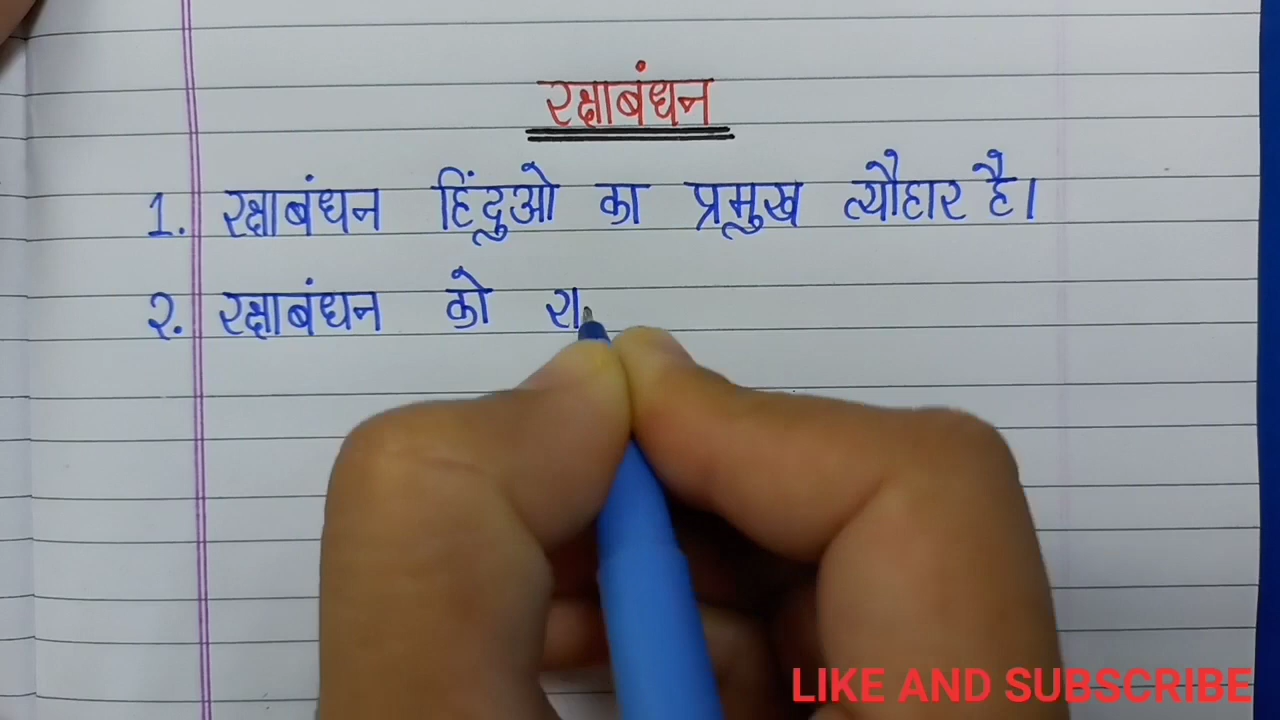 रक्षाबंधन
1. रक्षाबंधन हिंदुओ का प्रमुख त्यौहार है।
२. रक्षाबंधन को रा
LIKE AND SUBSCRIBE